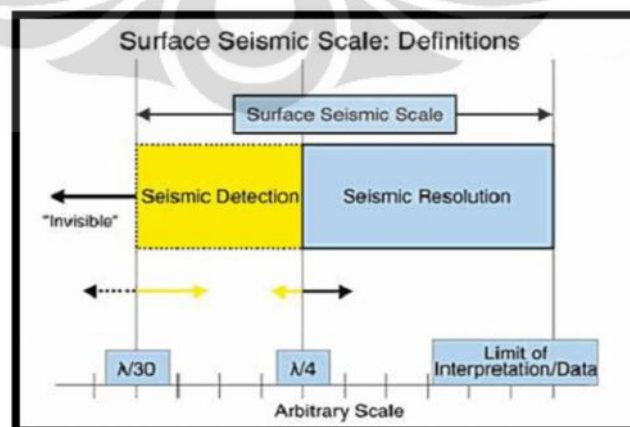 Surface Seismic Scale: Definitions
Surface Seismic Scale
Seismic Detection
Seismic Resolution
"Invisible"
λ/30
λ/4
Limit of
Interpretation/Data
Arbitrary Scale